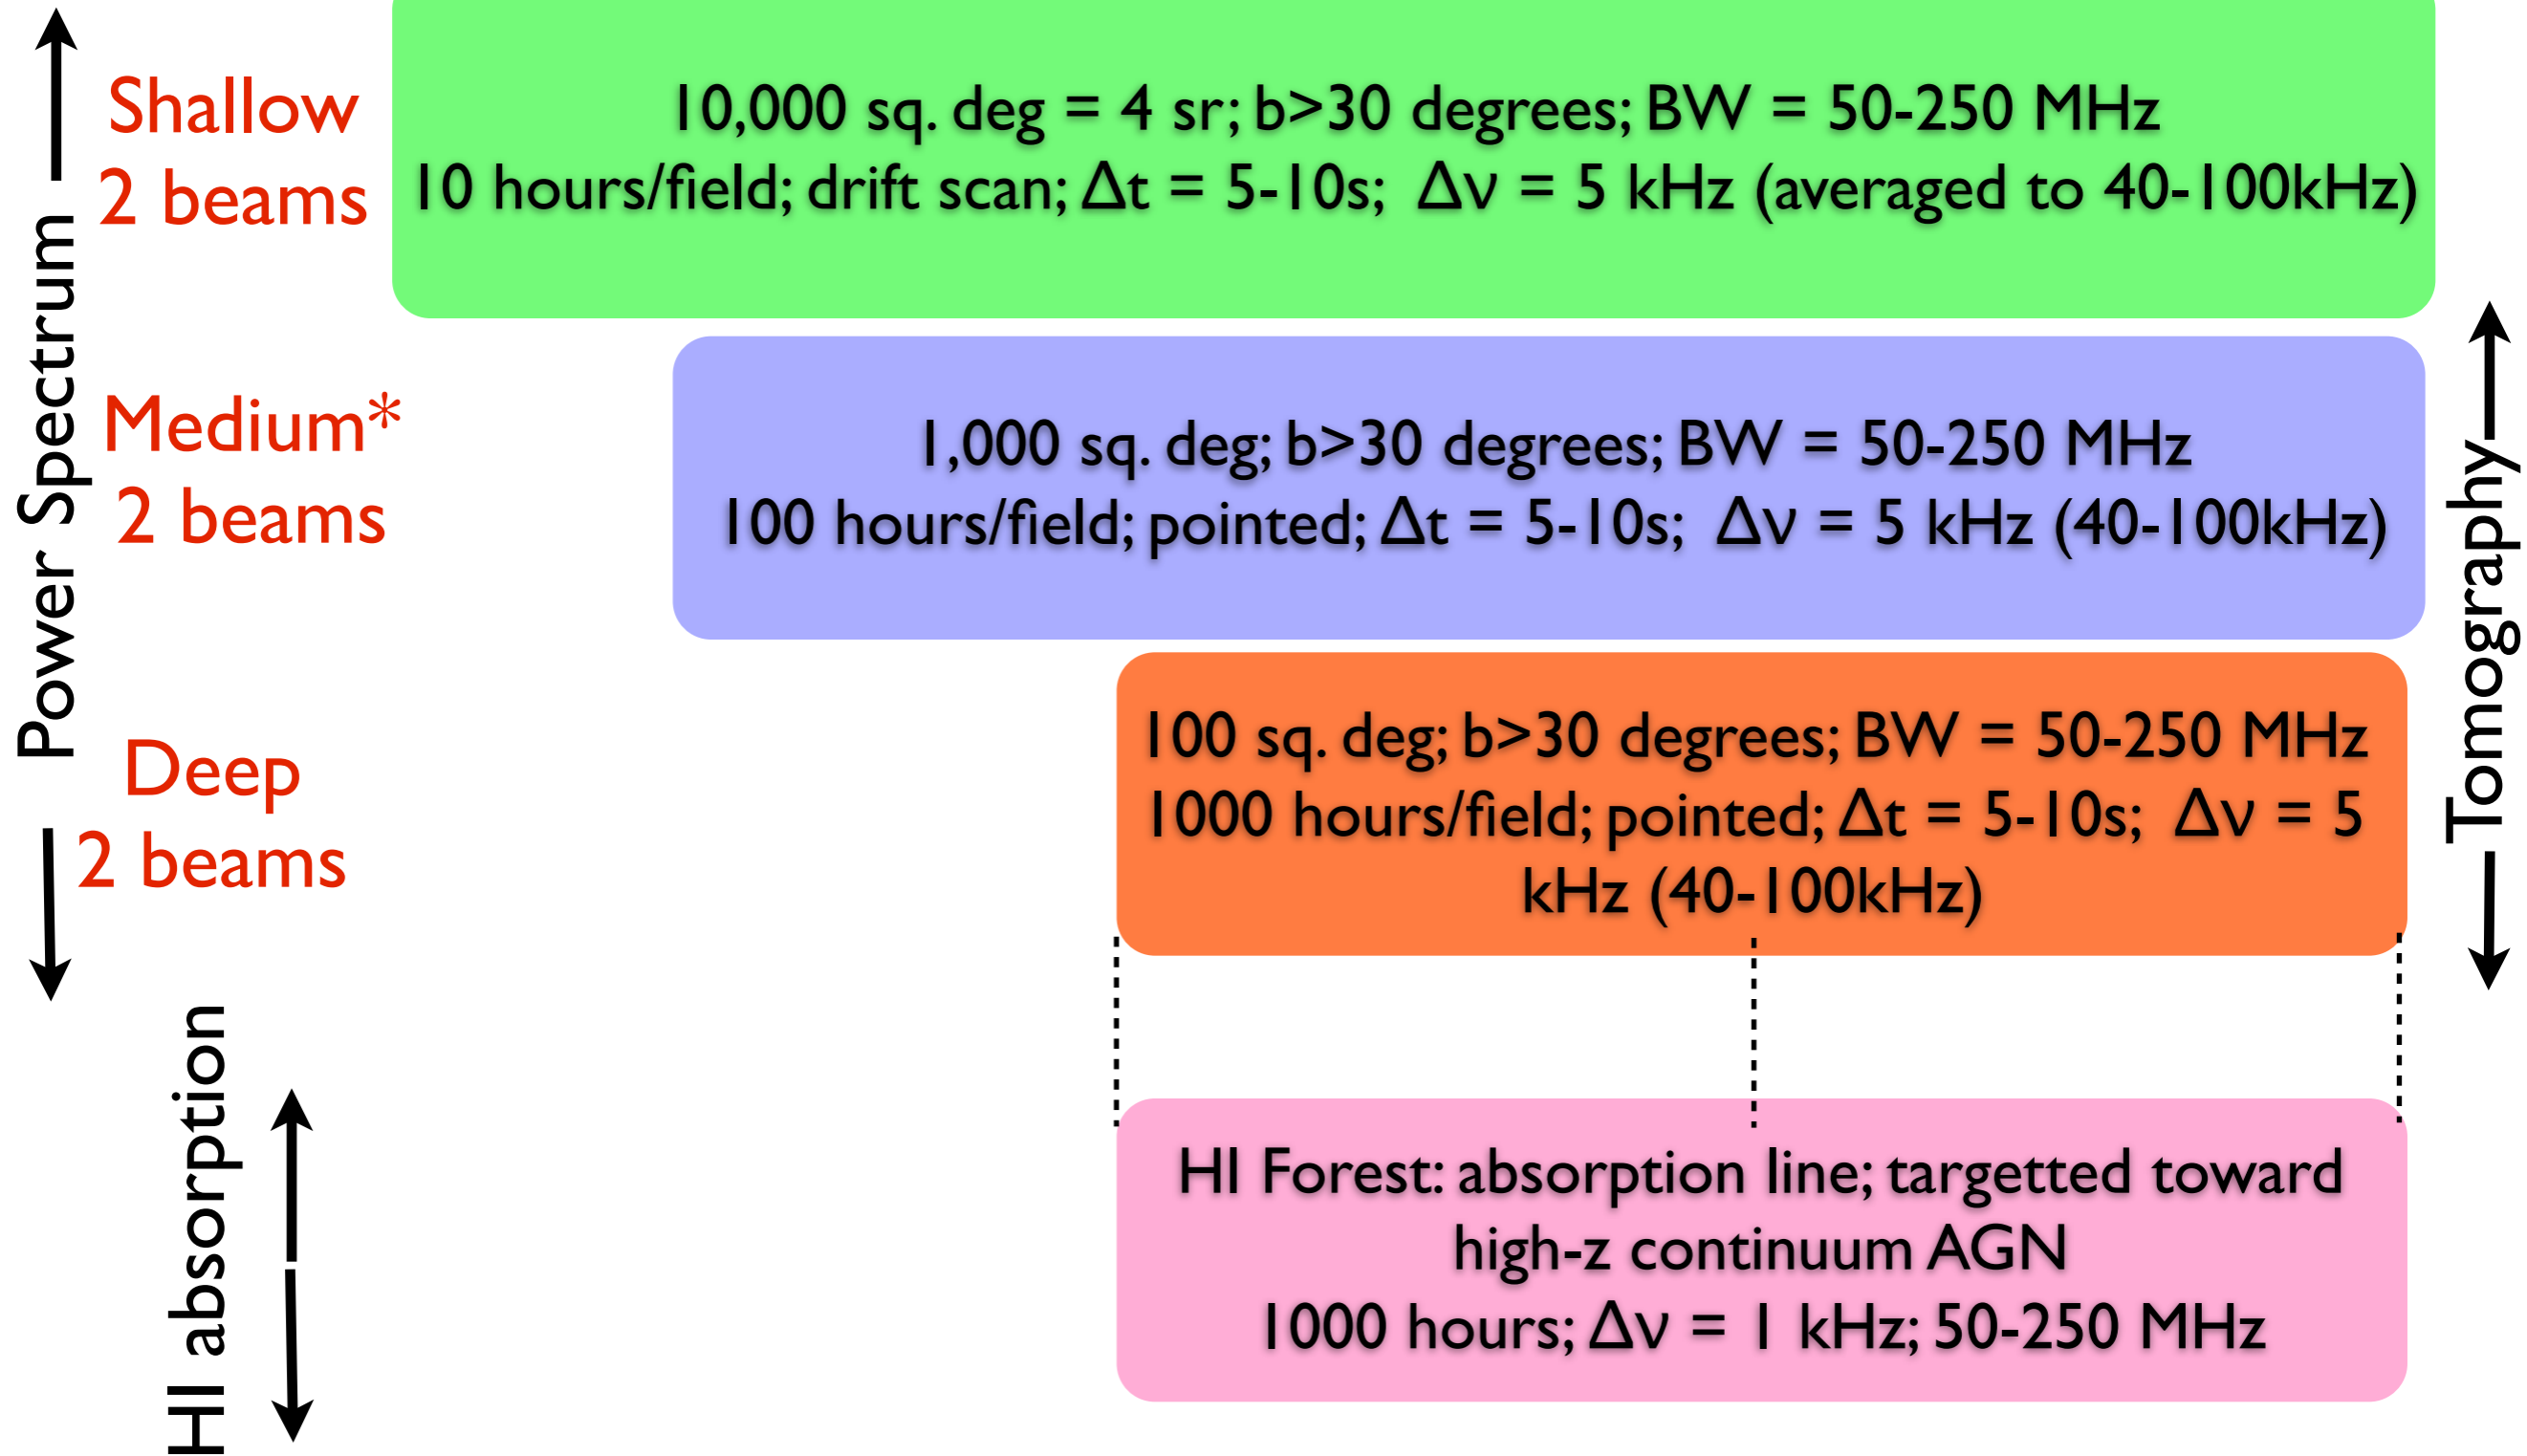 Power Spectrum
Shallow
2 beams
10,000 sq. deg = 4 sr; b>30 degrees; BW = 50-250 MHz
10 hours/field; drift scan; Δt = 5-10s;  Δν = 5 kHz (averaged to 40-100kHz)
Medium*
2 beams
1,000 sq. deg; b>30 degrees; BW = 50-250 MHz
100 hours/field; pointed; Δt = 5-10s;  Δν = 5 kHz (40-100kHz)
Tomography
Deep
2 beams
100 sq. deg; b>30 degrees; BW = 50-250 MHz
1000 hours/field; pointed; Δt = 5-10s;  Δν = 5
kHz (40-100kHz)
HI absorption
HI Forest: absorption line; targetted toward
high-z continuum AGN
1000 hours; Δν = 1 kHz; 50-250 MHz